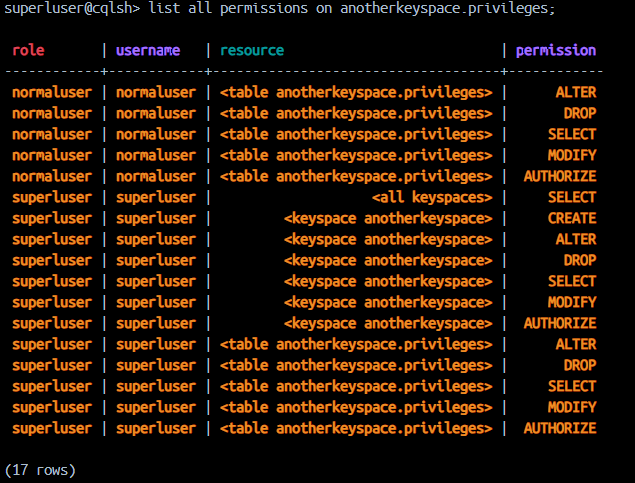 superluser@cqlsh> list all permissions on anotherkeyspace.privileges;
role | username | resource | permission
------------+------------+------------------------------------+------------
normaluser | normaluser | <table anotherkeyspace.privileges> | ALTER
normaluser | normaluser | <table anotherkeyspace.privileges> | DROP
normaluser | normaluser | <table anotherkeyspace.privileges> | SELECT
normaluser | normaluser | <table anotherkeyspace.privileges> | MODIFY
normaluser | normaluser | <table anotherkeyspace.privileges> | AUTHORIZE
superluser | superluser | <all keyspaces> | SELECT
superluser | superluser | <keyspace anotherkeyspace> | CREATE
superluser | superluser | <keyspace anotherkeyspace> | ALTER
superluser | superluser | <keyspace anotherkeyspace> | DROP
superluser | superluser | <keyspace anotherkeyspace> | SELECT
superluser | superluser | <keyspace anotherkeyspace> | MODIFY
superluser | superluser | <keyspace anotherkeyspace> | AUTHORIZE
superluser | superluser | <table anotherkeyspace.privileges> | ALTER
superluser | superluser | <table anotherkeyspace.privileges> | DROP
superluser | superluser | <table anotherkeyspace.privileges> | SELECT
superluser | superluser | <table anotherkeyspace.privileges> | MODIFY
superluser | superluser | <table anotherkeyspace.privileges> | AUTHORIZE
(17 rows)